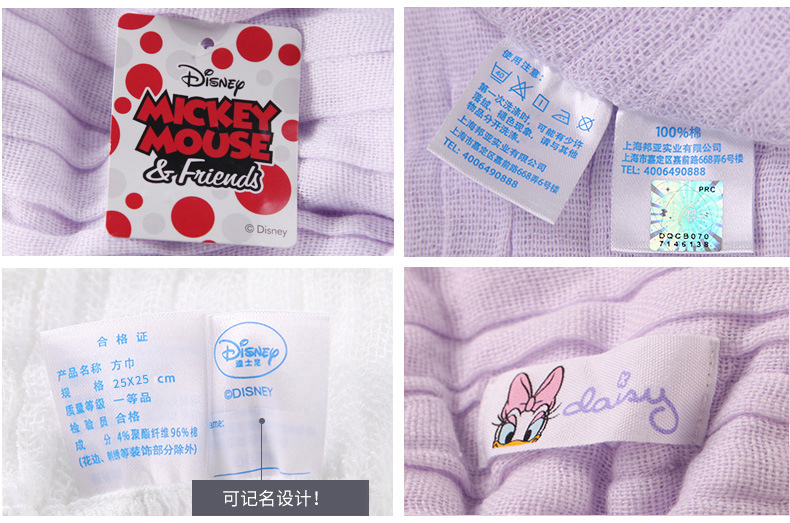 Disney
MICKEY
MOUSE
& Friends
© Disney
使用注意:
40
第一次洗涤时, 可能有少许
落绒、褪色现象, 请与其他
物品分开洗涤。
上海邦亚实业有限公司
上海市嘉定区嘉前路668弄6号楼
TEL: 4006490888
100%棉
上海邦亚实业有限公司
上海市嘉定区嘉前路668弄6号楼
TEL: 4006490888
PRC
DQCB070
7146138
合格证
产品名称 方巾
规 格 25X25 cm
质量等级 一等品
检验员 合格
成 分 4%聚酯纤维96%棉
(花边、刺绣等装饰部分除外)
Disney
迪士尼
©DISNEY
ame:
可记名设计!
daisy